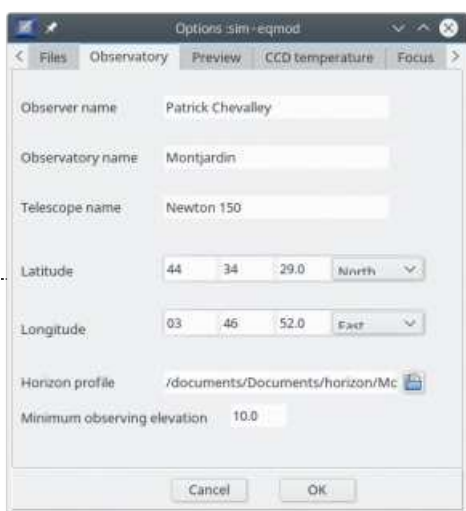 Options :sim-eqmod
Files Observatory Preview CCD temperature Focus
Observer name Patrick Chevalley
Observatory name Montjardin
Telescope name Newton 150
Latitude 44 34 29.0 North
Longitude 03 46 52.0 East
Horizon profile /documents/Documents/horizon/Mc
Minimum observing elevation 10.0
Cancel OK